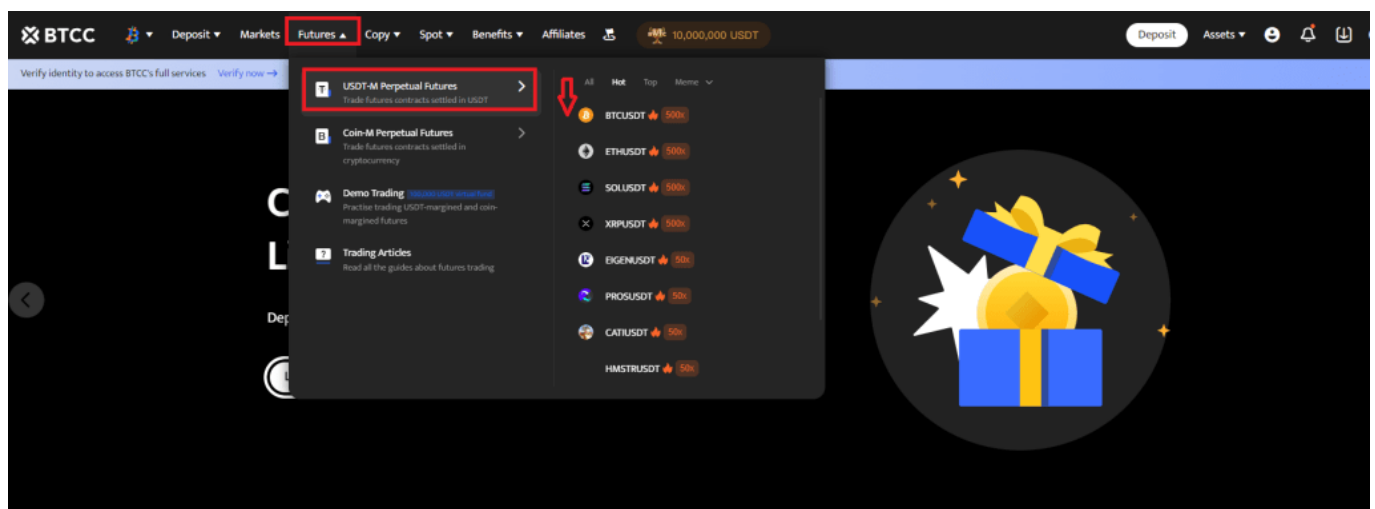 BTCC
Deposit
Markets
Futures
Copy
Spot
Benefits
Affiliates
10,000,000 USDT
Deposit
Assets
Verify identity to access BTCC's full services Verify now →
USDT-M Perpetual Futures
Trade futures contracts settled in USDT
Coin-M Perpetual Futures
Trade futures contracts settled in
cryptocurrency
Demo Trading
Practise trading USDT-margined and coin-
margined futures
Trading Articles
Read all the guides about futures trading
All Hot Top Meme
BTCUSDT 500x
ETHUSDT 500x
SOLUSDT 500x
XRPUSDT 500x
EIGENUSDT 50x
PROSUSDT 50x
CATIUSDT 50x
HMSTRUSDT 50x
C
L
Dep